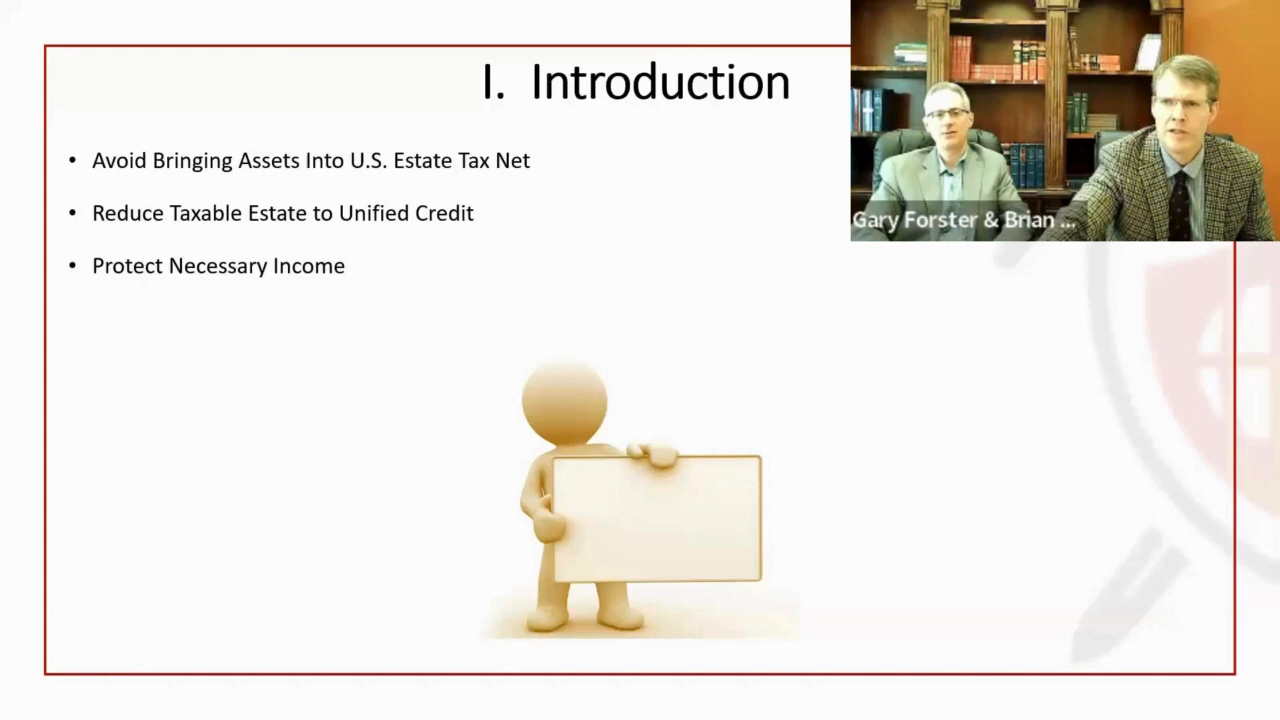 I. Introduction
• Avoid Bringing Assets Into U.S. Estate Tax Net
• Reduce Taxable Estate to Unified Credit
• Protect Necessary Income
Gary Forster & Brian ...